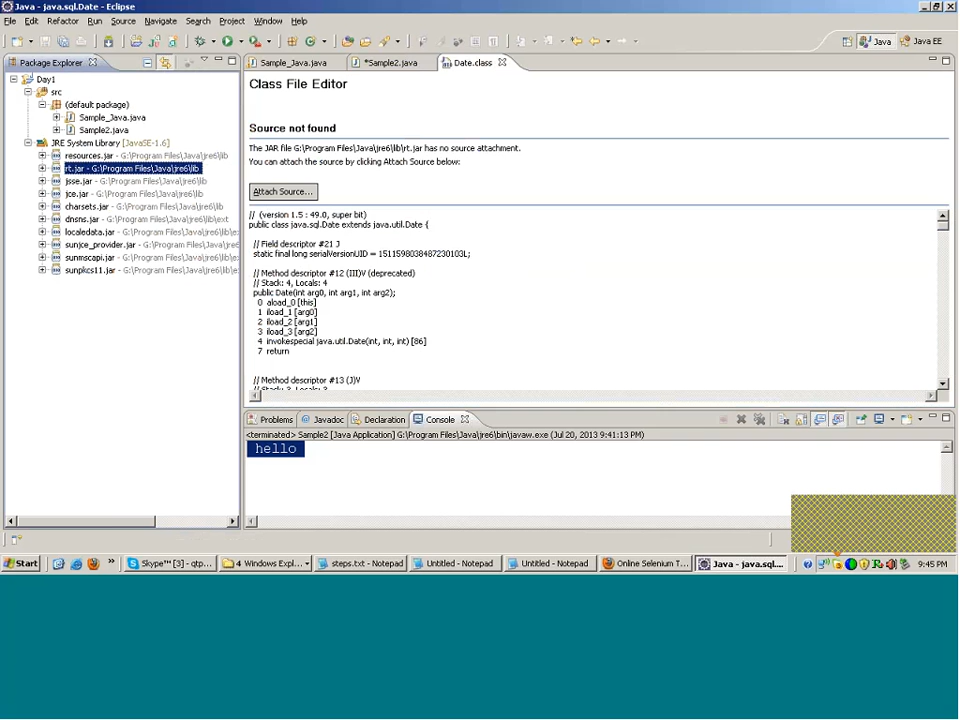 Java - java.sql.Date - Eclipse
File Edit Refactor Run Source Navigate Search Project Window Help
Java Java EE
Package Explorer
Day1
src
(default package)
Sample_Java.java
Sample2.java
JRE System Library [JavaSE-1.6]
resources.jar - G:\Program Files\Java\jre6\lib
rt.jar - G:\Program Files\Java\jre6\lib
jsse.jar - G:\Program Files\Java\jre6\lib
jce.jar - G:\Program Files\Java\jre6\lib
charsets.jar - G:\Program Files\Java\jre6\lib
dnsns.jar - G:\Program Files\Java\jre6\lib\ext
localedata.jar - G:\Program Files\Java\jre6\lib\e
sunjce_provider.jar - G:\Program Files\Java\jre6
sunmscapi.jar - G:\Program Files\Java\jre6\lib\e
sunpkcs11.jar - G:\Program Files\Java\jre6\lib\e
Sample_Java.java *Sample2.java Date.class
Class File Editor
Source not found
The JAR file G:\Program Files\Java\jre6\lib\rt.jar has no source attachment.
You can attach the source by clicking Attach Source below:
Attach Source...
// (version 1.5 : 49.0, super bit)
public class java.sql.Date extends java.util.Date {
// Field descriptor #21 J
static final long serialVersionUID = 1511598038487230103L;
// Method descriptor #12 (III)V (deprecated)
// Stack: 4, Locals: 4
public Date(int arg0, int arg1, int arg2);
0 aload_0 [this]
1 iload_1 [arg0]
2 iload_2 [arg1]
3 iload_3 [arg2]
4 invokespecial java.util.Date(int, int, int) [86]
7 return
// Method descriptor #13 (J)V
// Stack: 3, Locals: 3
Problems Javadoc Declaration Console
<terminated> Sample2 [Java Application] G:\Program Files\Java\jre6\bin\javaw.exe (Jul 20, 2013 9:41:13 PM)
hello
Start Skype™ [3] - qtp... 4 Windows Expl... steps.txt - Notepad Untitled - Notepad Untitled - Notepad Online Selenium T... Java - java.sql.... 9:45 PM